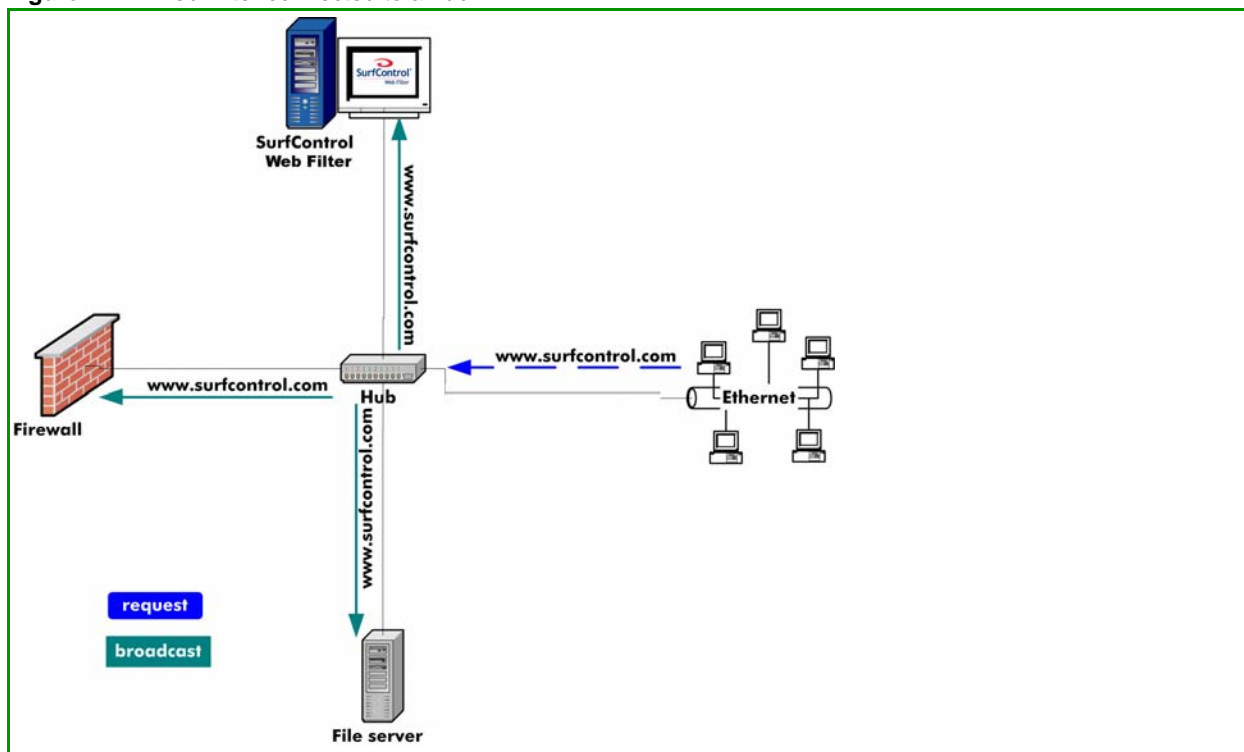 SurfControl
Web Filter
SurfControl
Web Filter
www.surfcontrol.com
www.surfcontrol.com
www.surfcontrol.com
Hub
Ethernet
Firewall
www.surfcontrol.com
request
broadcast
File server